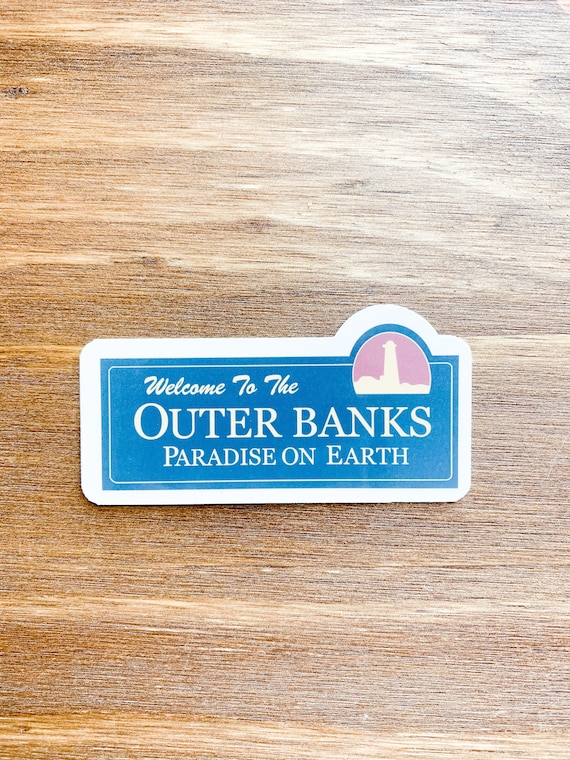 Welcome To The
OUTER BANKS
PARADISE ON EARTH